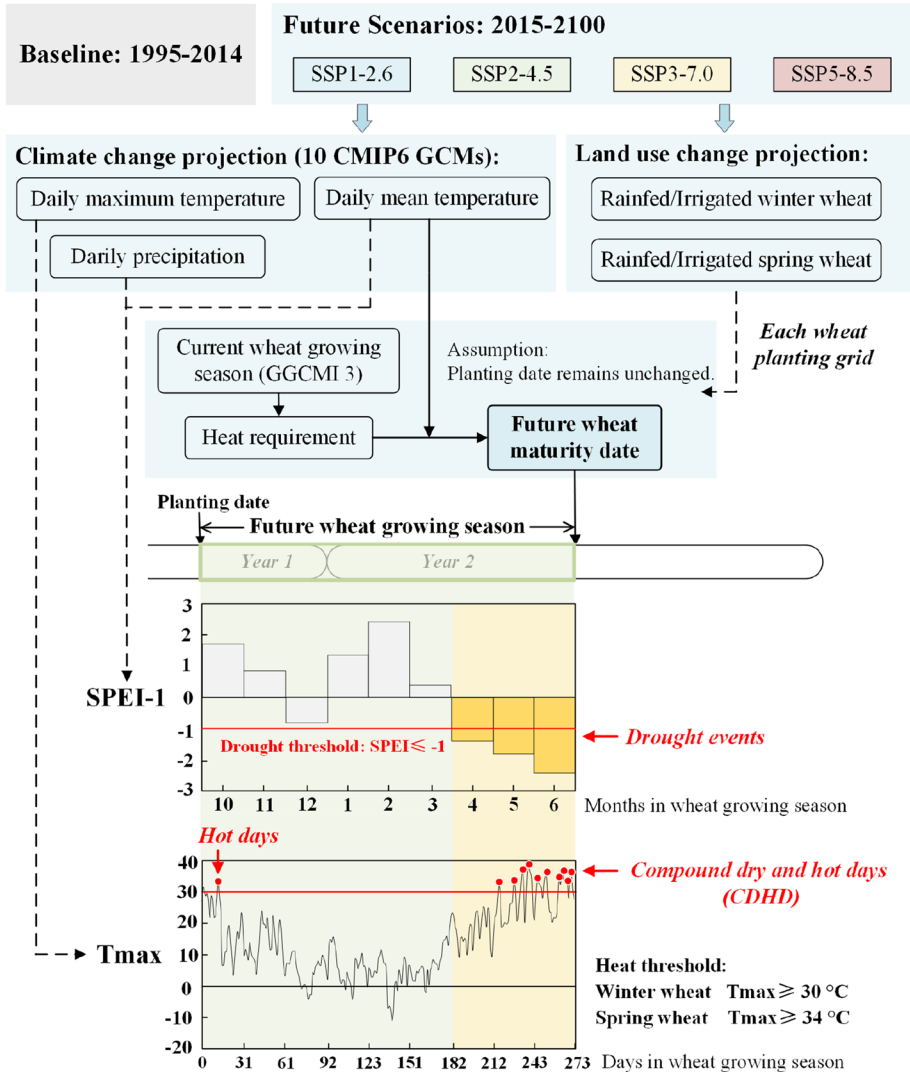 Baseline: 1995-2014
Future Scenarios: 2015-2100
SSP1-2.6
SSP2-4.5
SSP3-7.0
SSP5-8.5
Climate change projection (10 CMIP6 GCMs):
Daily maximum temperature
Daily mean temperature
Darily precipitation
Land use change projection:
Rainfed/Irrigated winter wheat
Rainfed/Irrigated spring wheat
Each wheat
planting grid
Current wheat growing
season (GGCMI 3)
Assumption:
Planting date remains unchanged.
Heat requirement
Future wheat
maturity date
Planting date
Future wheat growing season
Year 1
Year 2
SPEI-1
3
2
1
0
-1
-2
-3
Drought threshold: SPEI≤ -1
Drought events
10 11 12 1 2 3 4 5 6
Months in wheat growing season
Hot days
Tmax
40
30
20
10
0
-10
-20
Compound dry and hot days
(CDHD)
Heat threshold:
Winter wheat Tmax≥ 30 °C
Spring wheat Tmax≥ 34 °C
0 31 61 92 123 151 182 212 243 273
Days in wheat growing season